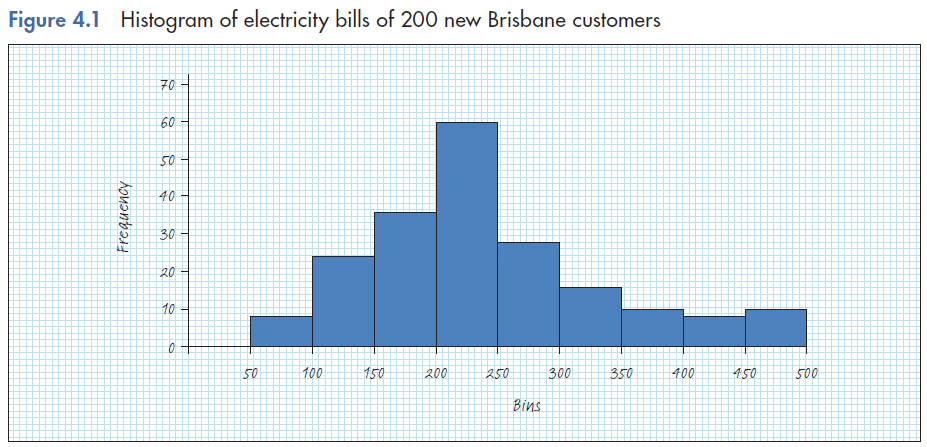 Figure 4.1 Histogram of electricity bills of 200 new Brisbane customers
70
60
50
40
30
20
10
0
Frequency
50 100 150 200 250 300 350 400 450 500
Bins